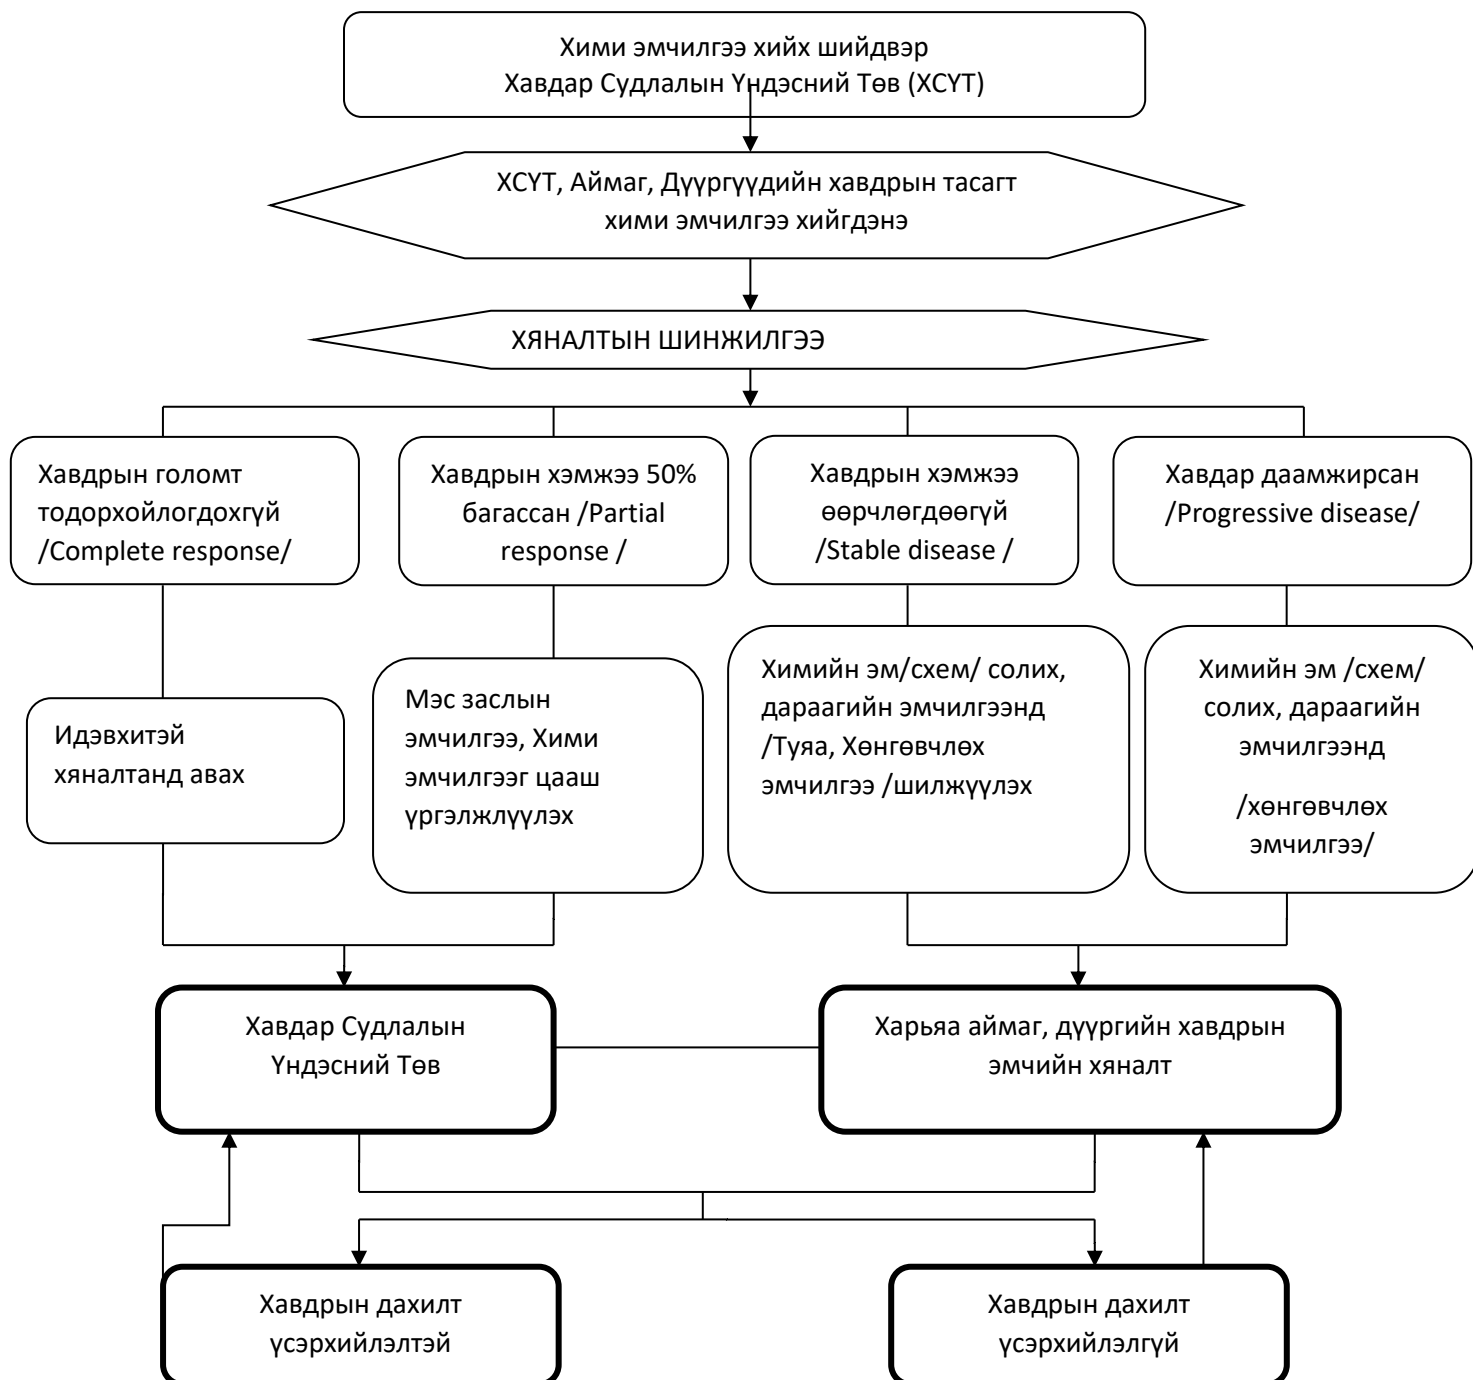 Хими эмчилгээ хийх шийдвэр
Хавдар Судлалын Үндэсний Төв (ХСҮТ)
ХСҮТ, Аймаг, Дүүргүүдийн хавдрын тасагт
хими эмчилгээ хийгдэнэ
ХЯНАЛТЫН ШИНЖИЛГЭЭ
Хавдрын голомт
тодорхойлогдохгүй
/Complete response/
Хавдрын хэмжээ 50%
багассан /Partial
response /
Хавдрын хэмжээ
өөрчлөгдөөгүй
/Stable disease /
Хавдар даамжирсан
/Progressive disease/
Идэвхитэй
хяналтанд авах
Мэс заслын
эмчилгээ, Хими
эмчилгээг цааш
үргэлжлүүлэх
Химийн эм/схем/ солих,
дараагийн эмчилгээнд
/Туяа, Хөнгөвчлөх
эмчилгээ /шилжүүлэх
Химийн эм /схем/
солих, дараагийн
эмчилгээнд
/хөнгөвчлөх
эмчилгээ/
Хавдар Судлалын
Үндэсний Төв
Харьяа аймаг, дүүргийн хавдрын
эмчийн хяналт
Хавдрын дахилт
үсэрхийлэлтэй
Хавдрын дахилт
үсэрхийлэлгүй